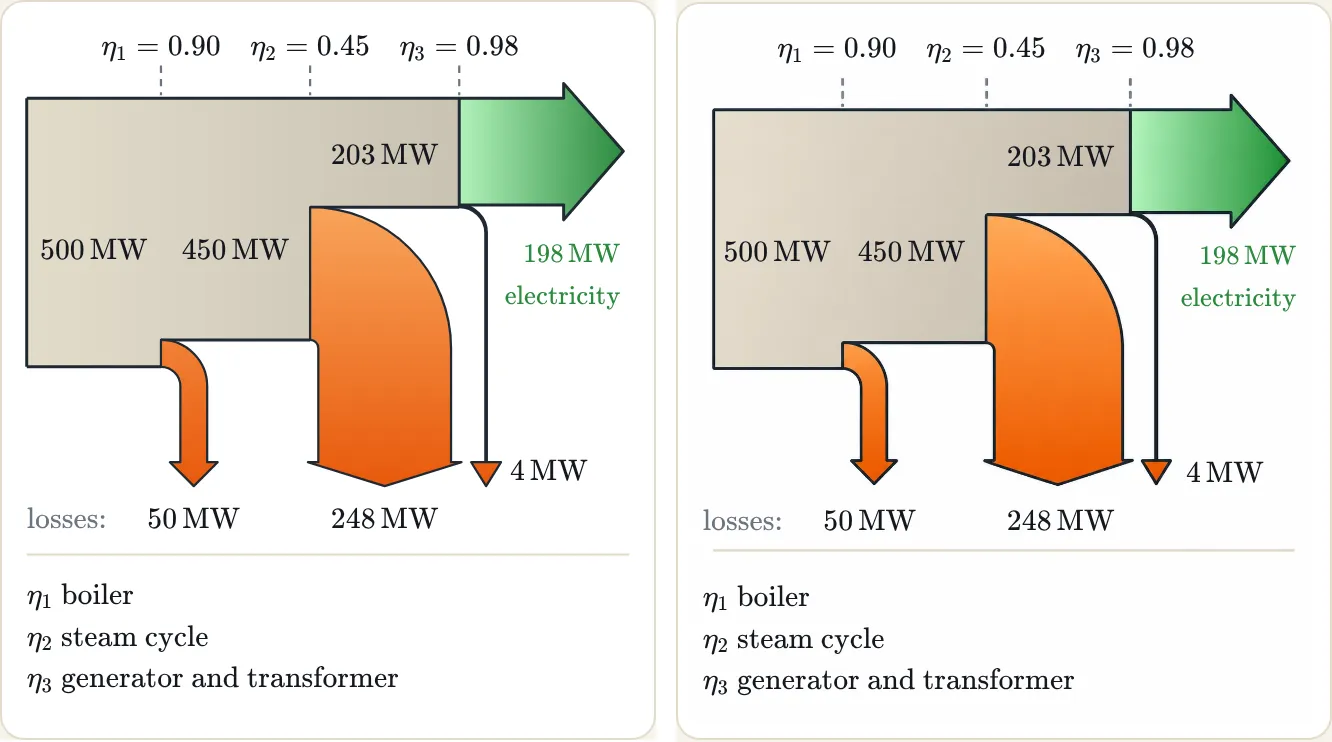 η₁ = 0.90 η₂ = 0.45 η₃ = 0.98
203 MW
500 MW 450 MW
198 MW
electricity
4 MW
losses: 50 MW 248 MW
η₁ boiler
η₂ steam cycle
η₃ generator and transformer
η₁ = 0.90 η₂ = 0.45 η₃ = 0.98
203 MW
500 MW 450 MW
198 MW
electricity
4 MW
losses: 50 MW 248 MW
η₁ boiler
η₂ steam cycle
η₃ generator and transformer